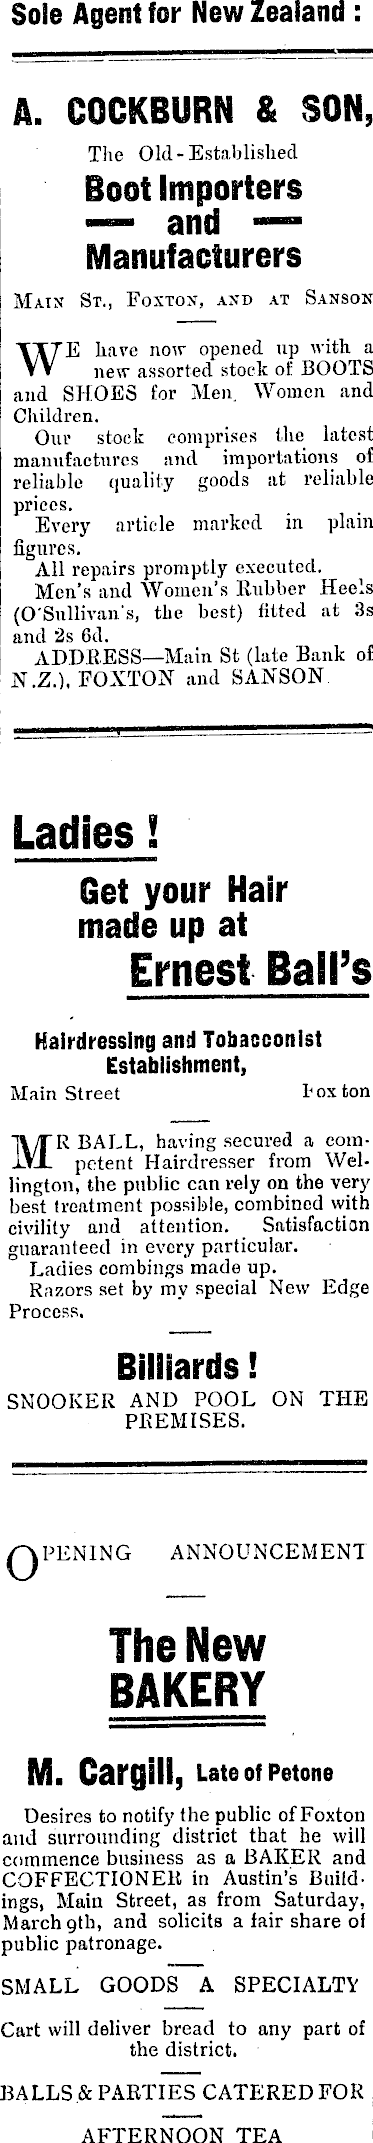 Sole Agent for New Zealand :
A. COCKBURN & SON,
The Old-Established
Boot Importers
— and —
Manufacturers
MAIN ST., FOXTON, AND AT SANSON
WE have now opened up with a
new assorted stock of BOOTS
and SHOES for Men, Women and
Children.
Our stock comprises the latest
manufactures and importations of
reliable quality goods at reliable
prices.
Every article marked in plain
figures.
All repairs promptly executed.
Men's and Women's Rubber Heels
(O'Sullivan's, the best) fitted at 3s
and 2s 6d.
ADDRESS—Main St (late Bank of
N.Z.), FOXTON and SANSON
Ladies !
Get your Hair
made up at
Ernest Ball's
Hairdressing and Tobacconist
Establishment,
Main Street Foxton
MR BALL, having secured a com-
petent Hairdresser from Wel-
lington, the public can rely on the very
best treatment possible, combined with
civility and attention. Satisfaction
guaranteed in every particular.
Ladies combings made up.
Razors set by my special New Edge
Process.
Billiards !
SNOOKER AND POOL ON THE
PREMISES.
OPENING ANNOUNCEMENT
The New
BAKERY
M. Cargill, Late of Petone
Desires to notify the public of Foxton
and surrounding district that he will
commence business as a BAKER and
COFFECTIONER in Austin's Build-
ings, Main Street, as from Saturday,
March 9th, and solicits a fair share of
public patronage.
SMALL GOODS A SPECIALTY
Cart will deliver bread to any part of
the district.
BALLS & PARTIES CATERED FOR
AFTERNOON TEA